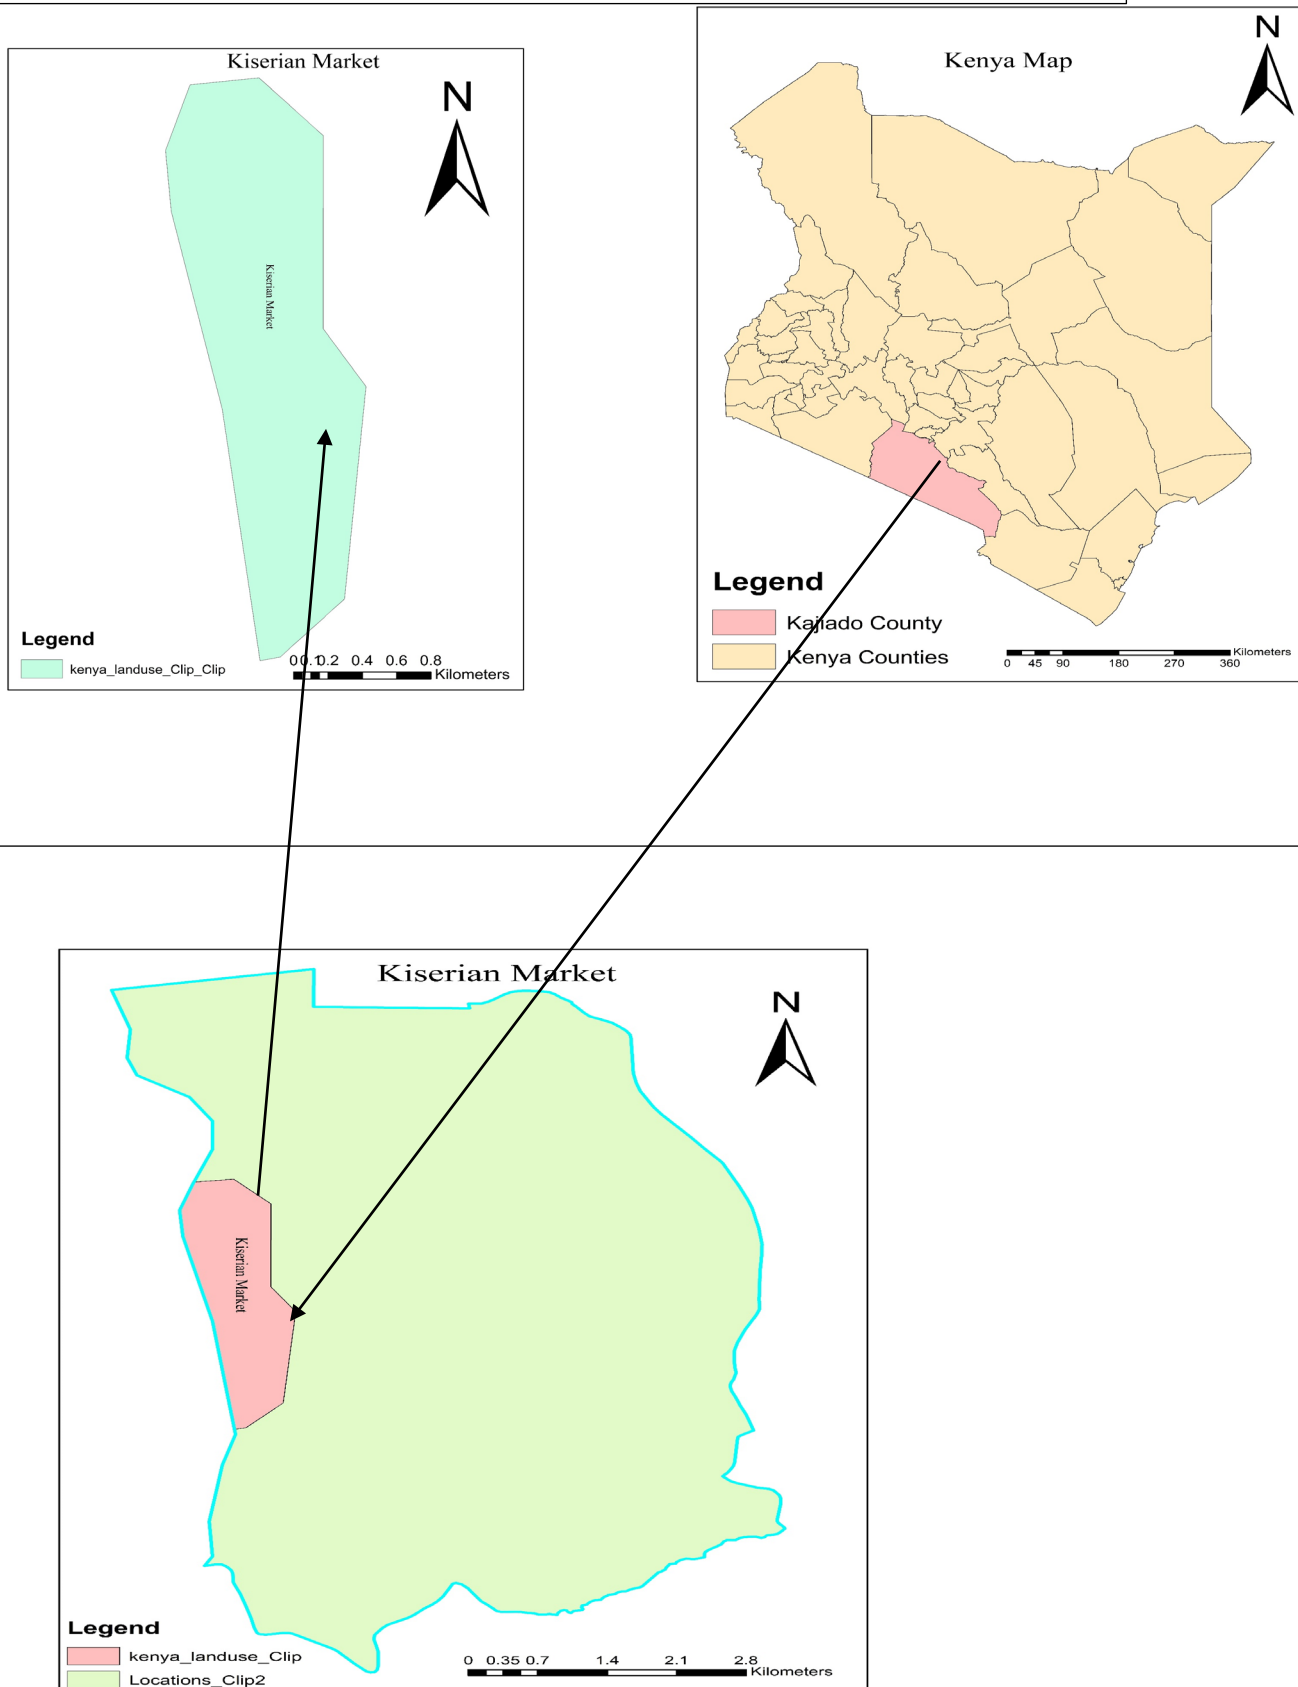 Kiserian Market
N
Kiserian Market
Legend
kenya_landuse_Clip_Clip
0 0.1 0.2 0.4 0.6 0.8
Kilometers
Kenya Map
N
Legend
Kajiado County
Kenya Counties
0 45 90 180 270 360
Kilometers
Kiserian Market
N
Kiserian Market
Legend
kenya_landuse_Clip
Locations_Clip2
0 0.35 0.7 1.4 2.1 2.8
Kilometers